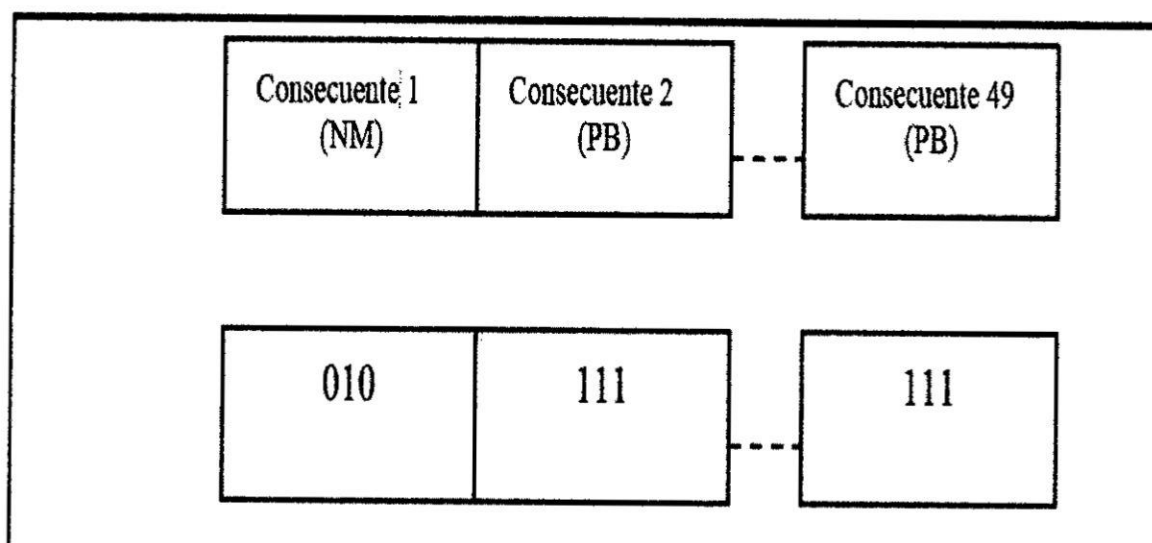 Consecuente 1
(NM)
Consecuente 2
(PB)
Consecuente 49
(PB)
010
111
111